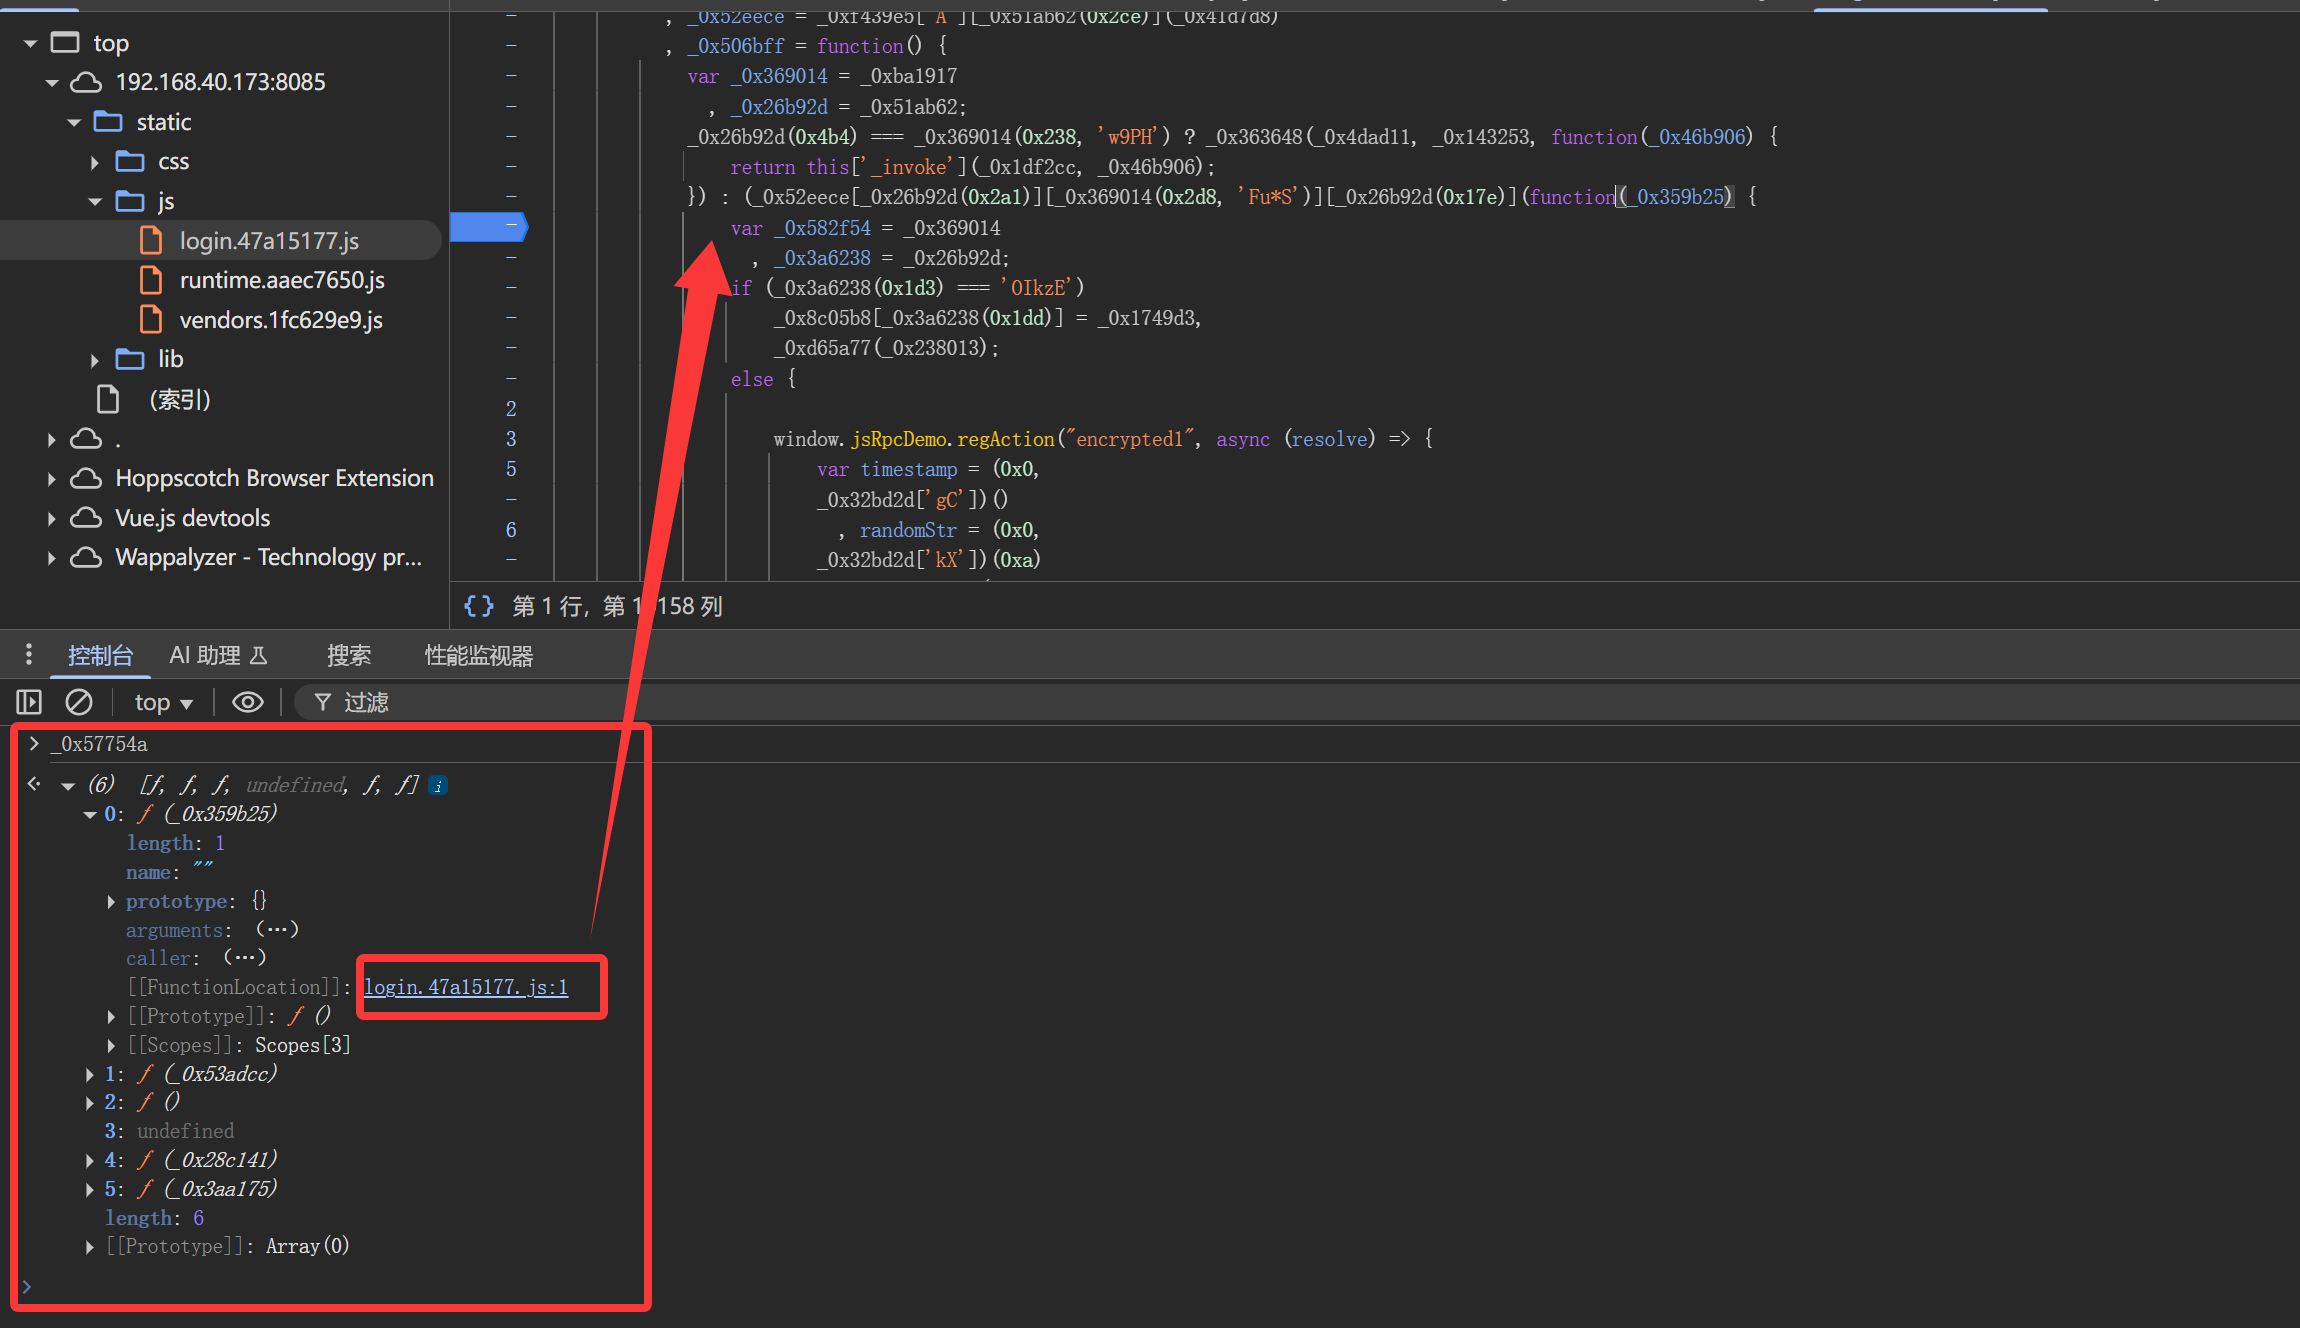 top
192.168.40.173:8085
static
css
js
login.47a15177.js
runtime.aaec7650.js
vendors.1fc629e9.js
lib
(索引)
.
Hoppscotch Browser Extension
Vue.js devtools
Wappalyzer - Technology pr...
, _0x52eece = _0xf439e5['A'][_0x51ab62(0x2ce)](_0x41d7d8)
, _0x506bff = function() {
var _0x369014 = _0xba1917
, _0x26b92d = _0x51ab62;
_0x26b92d(0x4b4) === _0x369014(0x238, 'w9PH') ? _0x363648(_0x4dad11, _0x143253, function(_0x46b906) {
return this['_invoke'](_0x1df2cc, _0x46b906);
}) : (_0x52eece[_0x26b92d(0x2a1)][_0x369014(0x2d8, 'Fu*S')][_0x26b92d(0x17e)](function(_0x359b25) {
var _0x582f54 = _0x369014
, _0x3a6238 = _0x26b92d;
if (_0x3a6238(0x1d3) === 'OIkzE')
_0x8c05b8[_0x3a6238(0x1dd)] = _0x1749d3,
_0xd65a77(_0x238013);
else {
2
3 window.jsRpcDemo.regAction("encrypted1", async (resolve) => {
5 var timestamp = (0x0,
_0x32bd2d['gC'])()
6 , randomStr = (0x0,
_0x32bd2d['kX'])(0xa)
{} 第 1 行，第 1 158 列
控制台 AI 助理 搜索 性能监视器
top 过滤
> _0x57754a
(6) [f, f, f, undefined, f, f] i
0: f (_0x359b25)
length: 1
name: ""
prototype: {}
arguments: (...)
caller: (...)
[[FunctionLocation]]: login.47a15177.js:1
[[Prototype]]: f ()
[[Scopes]]: Scopes[3]
1: f (_0x53adcc)
2: f ()
3: undefined
4: f (_0x28c141)
5: f (_0x3aa175)
length: 6
[[Prototype]]: Array(0)
>